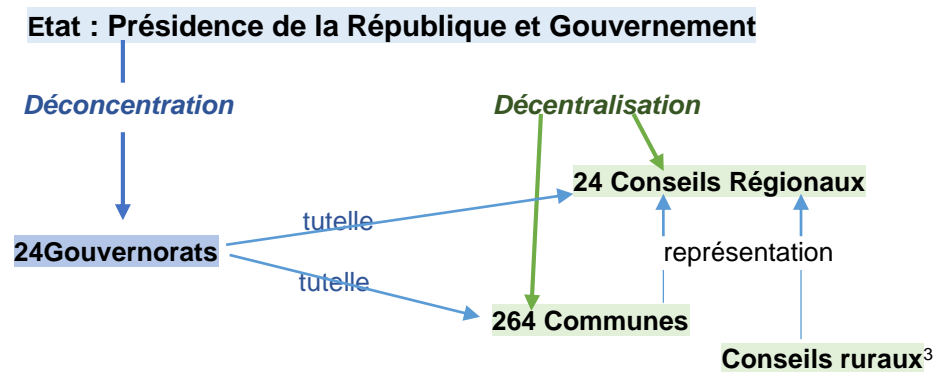 Etat : Présidence de la République et Gouvernement
Déconcentration
Décentralisation
24 Conseils Régionaux
tutelle
24Gouvernorats
représentation
tutelle
264 Communes
Conseils ruraux³